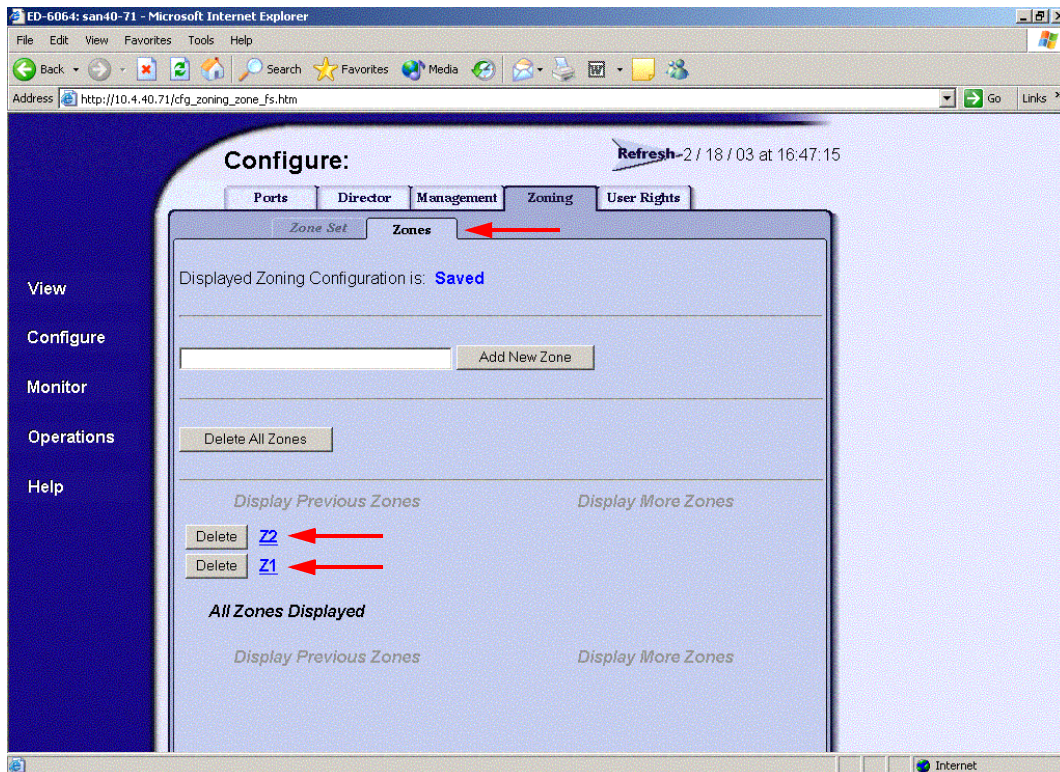 ED-6064: san40-71 - Microsoft Internet Explorer
File Edit View Favorites Tools Help
Back Search Favorites Media
Address http://10.4.40.71/cfg_zoning_zone_fs.htm Go Links
Configure:
Refresh-2 / 18 / 03 at 16:47:15
Ports Director Management Zoning User Rights
Zone Set Zones
Displayed Zoning Configuration is: Saved
View
Configure
Monitor
Operations
Help
Add New Zone
Delete All Zones
Display Previous Zones Display More Zones
Delete Z2
Delete Z1
All Zones Displayed
Display Previous Zones Display More Zones
Internet